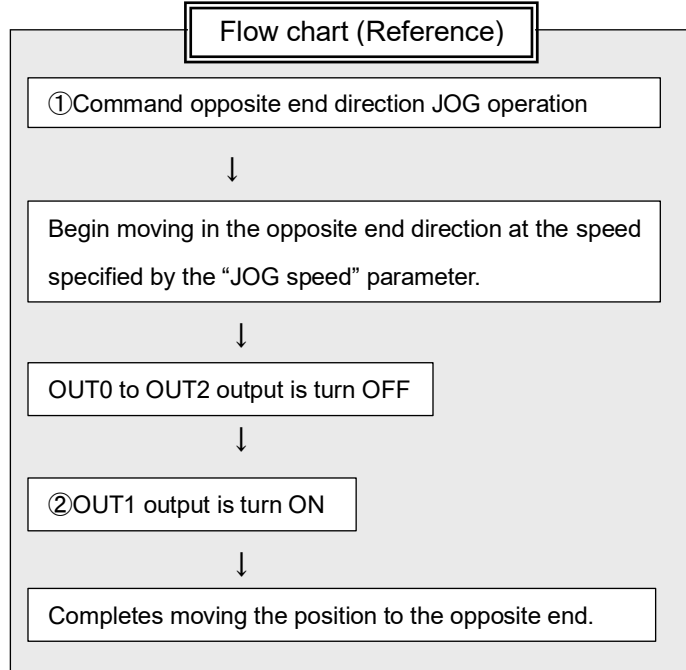 Flow chart (Reference)
①Command opposite end direction JOG operation
↓
Begin moving in the opposite end direction at the speed
specified by the “JOG speed” parameter.
↓
OUT0 to OUT2 output is turn OFF
↓
②OUT1 output is turn ON
↓
Completes moving the position to the opposite end.